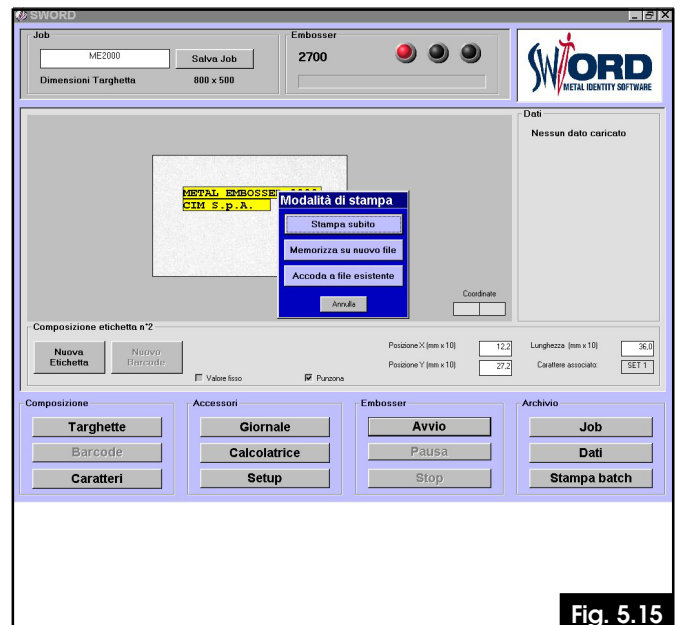 SWORD
Job
ME2000
Salva Job
Dimensioni Targhetta 800 x 500
Embosser
2700
SWORD
METAL IDENTITY SOFTWARE
Dati
Nessun dato caricato
METAL EMBOSSER
CIM S.p.A.
Modalità di stampa
Stampa subito
Memorizza su nuovo file
Accoda a file esistente
Annulla
Coordinate
Composizione etichetta n°2
Nuova
Etichetta
Nuovo
Barcode
Valore fisso
Punzona
Posizione X (mm x 10) 12,2
Posizione Y (mm x 10) 27,2
Lunghezza (mm x 10) 36,0
Carattere associato: SET 1
Composizione
Targhette
Barcode
Caratteri
Accessori
Giornale
Calcolatrice
Setup
Embosser
Avvio
Pausa
Stop
Archivio
Job
Dati
Stampa batch
Fig. 5.15